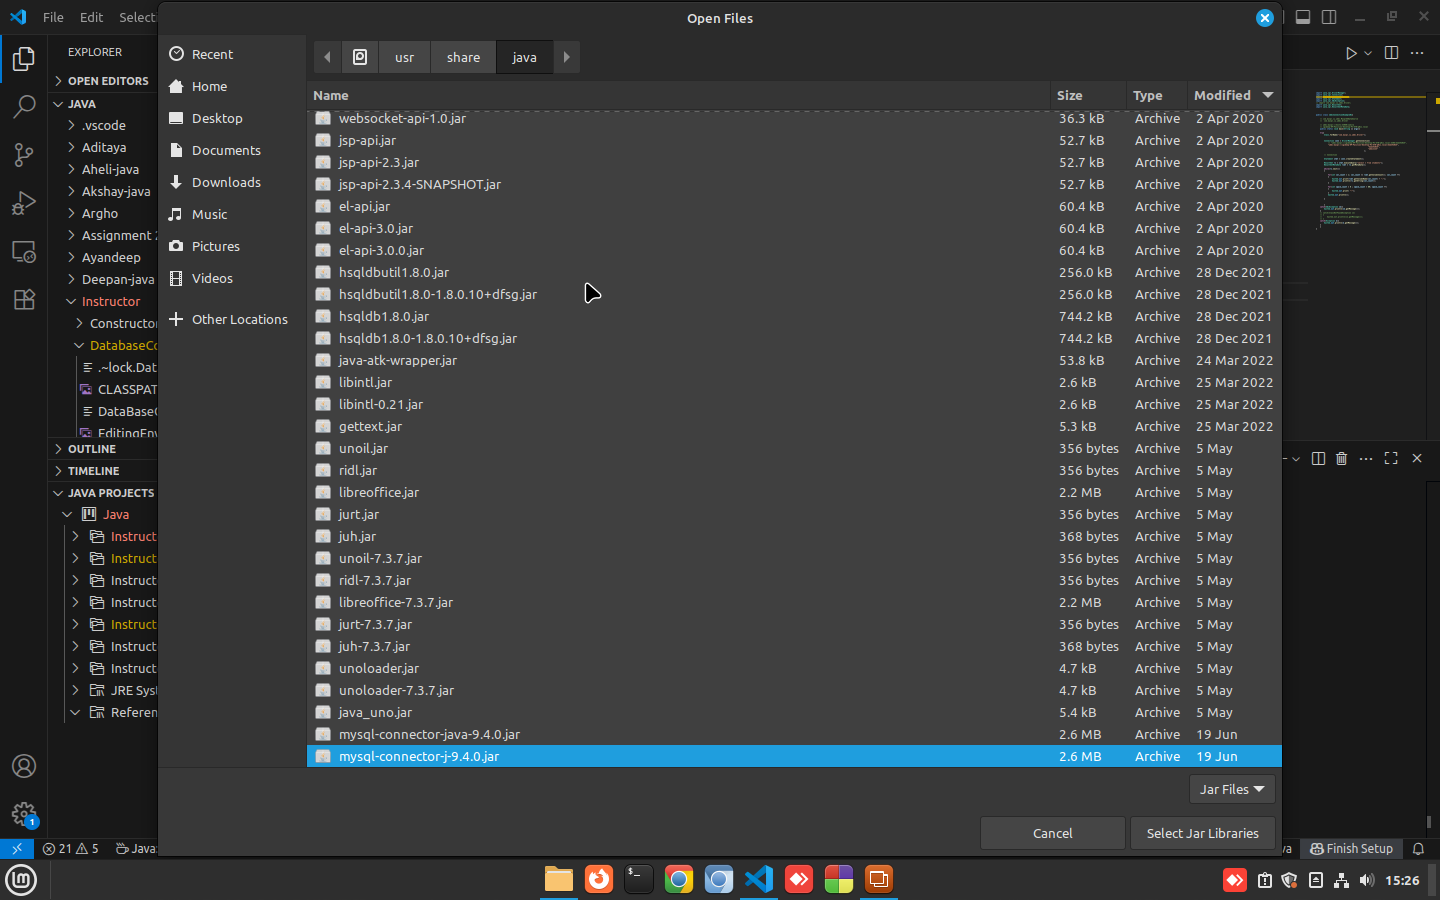 File Edit Select
Open Files
EXPLORER
OPEN EDITORS
JAVA
.vscode
Aditaya
Aheli-java
Akshay-java
Argho
Assignment 2
Ayandeep
Deepan-java
Instructor
Constructor
DatabaseCo
.~lock.Dat
CLASSPAT
DataBaseC
EditingEnv
OUTLINE
TIMELINE
JAVA PROJECTS
Java
Instruct
Instruct
Instruct
Instruct
Instruct
Instruct
Instruct
JRE Syst
Referen
Recent
Home
Desktop
Documents
Downloads
Music
Pictures
Videos
Other Locations
usr share java
Name Size Type Modified
websocket-api-1.0.jar 36.3 kB Archive 2 Apr 2020
jsp-api.jar 52.7 kB Archive 2 Apr 2020
jsp-api-2.3.jar 52.7 kB Archive 2 Apr 2020
jsp-api-2.3.4-SNAPSHOT.jar 52.7 kB Archive 2 Apr 2020
el-api.jar 60.4 kB Archive 2 Apr 2020
el-api-3.0.jar 60.4 kB Archive 2 Apr 2020
el-api-3.0.0.jar 60.4 kB Archive 2 Apr 2020
hsqldbutil1.8.0.jar 256.0 kB Archive 28 Dec 2021
hsqldbutil1.8.0-1.8.0.10+dfsg.jar 256.0 kB Archive 28 Dec 2021
hsqldb1.8.0.jar 744.2 kB Archive 28 Dec 2021
hsqldb1.8.0-1.8.0.10+dfsg.jar 744.2 kB Archive 28 Dec 2021
java-atk-wrapper.jar 53.8 kB Archive 24 Mar 2022
libintl.jar 2.6 kB Archive 25 Mar 2022
libintl-0.21.jar 2.6 kB Archive 25 Mar 2022
gettext.jar 5.3 kB Archive 25 Mar 2022
unoil.jar 356 bytes Archive 5 May
ridl.jar 356 bytes Archive 5 May
libreoffice.jar 2.2 MB Archive 5 May
jurt.jar 356 bytes Archive 5 May
juh.jar 368 bytes Archive 5 May
unoil-7.3.7.jar 356 bytes Archive 5 May
ridl-7.3.7.jar 356 bytes Archive 5 May
libreoffice-7.3.7.jar 2.2 MB Archive 5 May
jurt-7.3.7.jar 356 bytes Archive 5 May
juh-7.3.7.jar 368 bytes Archive 5 May
unoloader.jar 4.7 kB Archive 5 May
unoloader-7.3.7.jar 4.7 kB Archive 5 May
java_uno.jar 5.4 kB Archive 5 May
mysql-connector-java-9.4.0.jar 2.6 MB Archive 19 Jun
mysql-connector-j-9.4.0.jar 2.6 MB Archive 19 Jun
Jar Files
Cancel Select Jar Libraries
1
21 5 Java: va Finish Setup
15:26